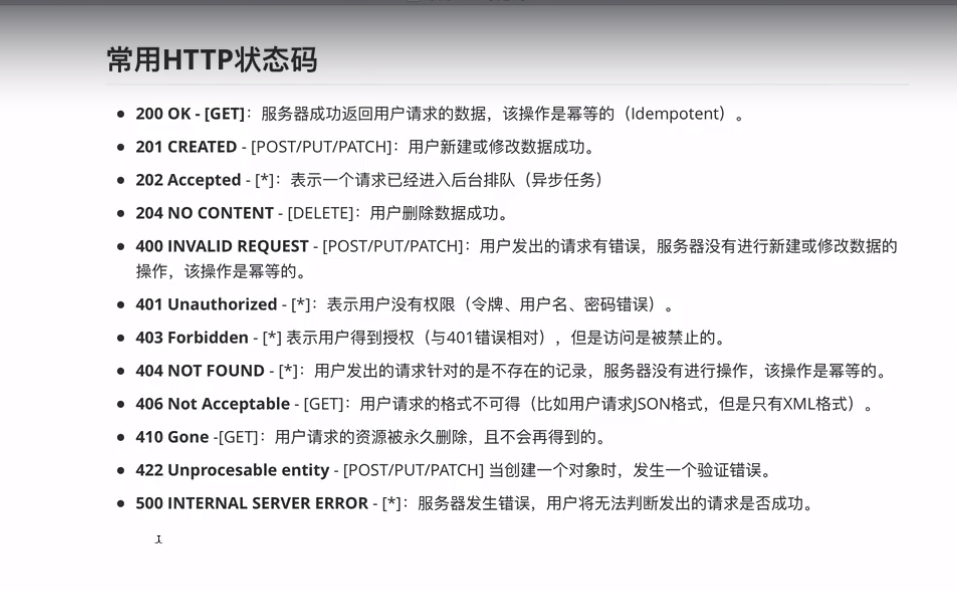 常用HTTP状态码
200 OK - [GET]：服务器成功返回用户请求的数据，该操作是幂等的（Idempotent）。
201 CREATED - [POST/PUT/PATCH]：用户新建或修改数据成功。
202 Accepted - [*]：表示一个请求已经进入后台排队（异步任务）
204 NO CONTENT - [DELETE]：用户删除数据成功。
400 INVALID REQUEST - [POST/PUT/PATCH]：用户发出的请求有错误，服务器没有进行新建或修改数据的
操作，该操作是幂等的。
401 Unauthorized - [*]：表示用户没有权限（令牌、用户名、密码错误）。
403 Forbidden - [*] 表示用户得到授权（与401错误相对），但是访问是被禁止的。
404 NOT FOUND - [*]：用户发出的请求针对的是不存在的记录，服务器没有进行操作，该操作是幂等的。
406 Not Acceptable - [GET]：用户请求的格式不可得（比如用户请求JSON格式，但是只有XML格式）。
410 Gone -[GET]：用户请求的资源被永久删除，且不会再得到的。
422 Unprocesable entity - [POST/PUT/PATCH] 当创建一个对象时，发生一个验证错误。
500 INTERNAL SERVER ERROR - [*]：服务器发生错误，用户将无法判断发出的请求是否成功。